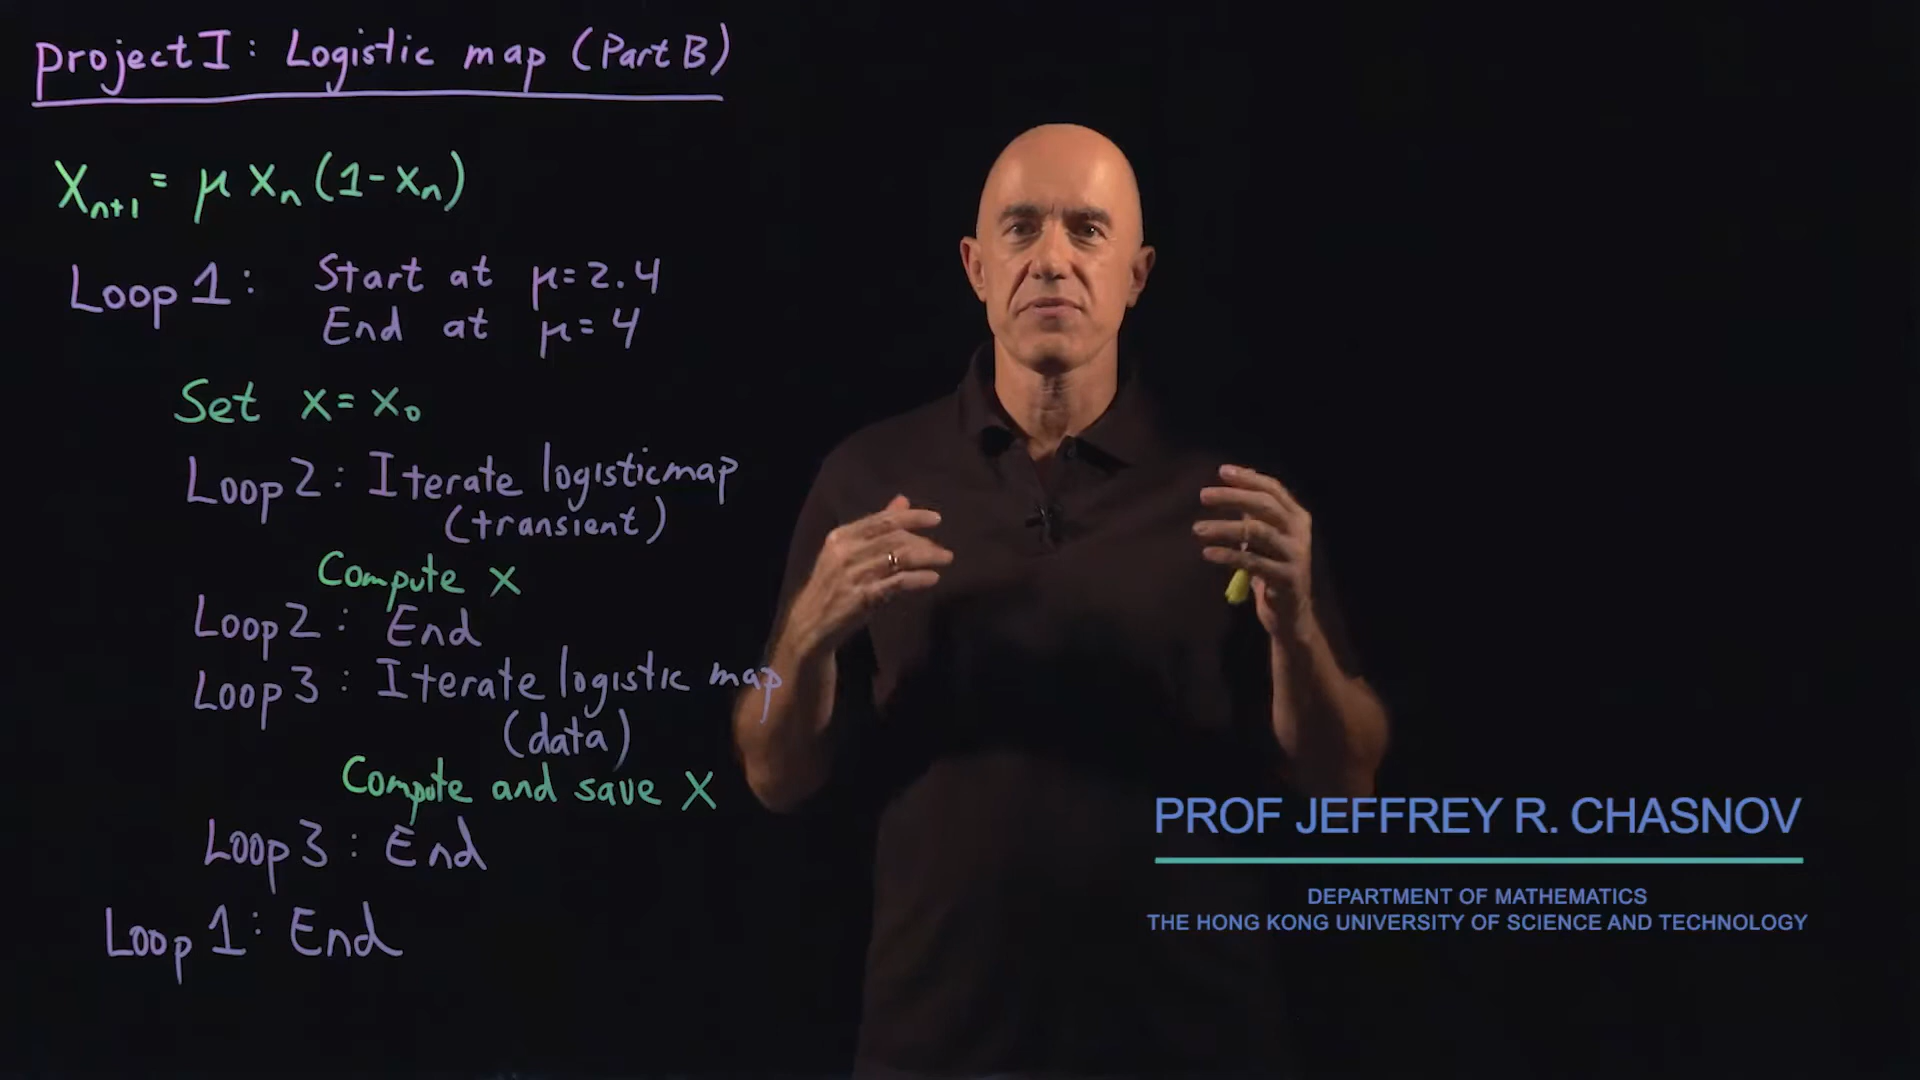 Project I: Logistic map (Part B)
Xn+1 = μ Xn (1-Xn)
Loop 1: Start at μ=2.4
End at μ=4
Set x=x₀
Loop 2: Iterate logistic map
(transient)
Compute x
Loop 2: End
Loop 3: Iterate logistic map
(data)
Compute and save X
Loop 3: End
Loop 1: End
PROF JEFFREY R. CHASNOV
DEPARTMENT OF MATHEMATICS
THE HONG KONG UNIVERSITY OF SCIENCE AND TECHNOLOGY